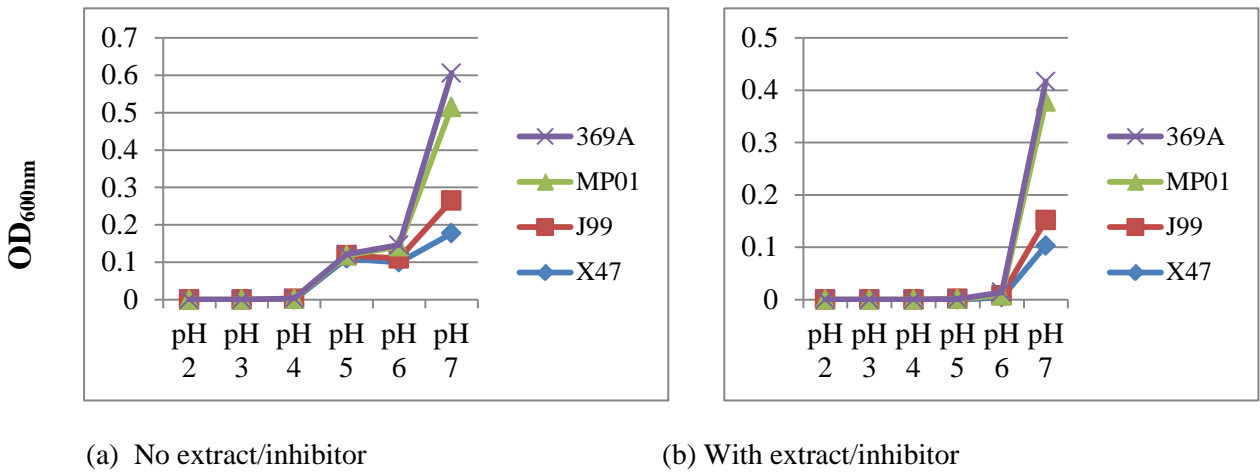 OD600nm
0.7
0.6
0.5
0.4
0.3
0.2
0.1
0
pH 2
pH 3
pH 4
pH 5
pH 6
pH 7
369A
MP01
J99
X47
0.5
0.4
0.3
0.2
0.1
0
pH 2
pH 3
pH 4
pH 5
pH 6
pH 7
369A
MP01
J99
X47
(a) No extract/inhibitor
(b) With extract/inhibitor